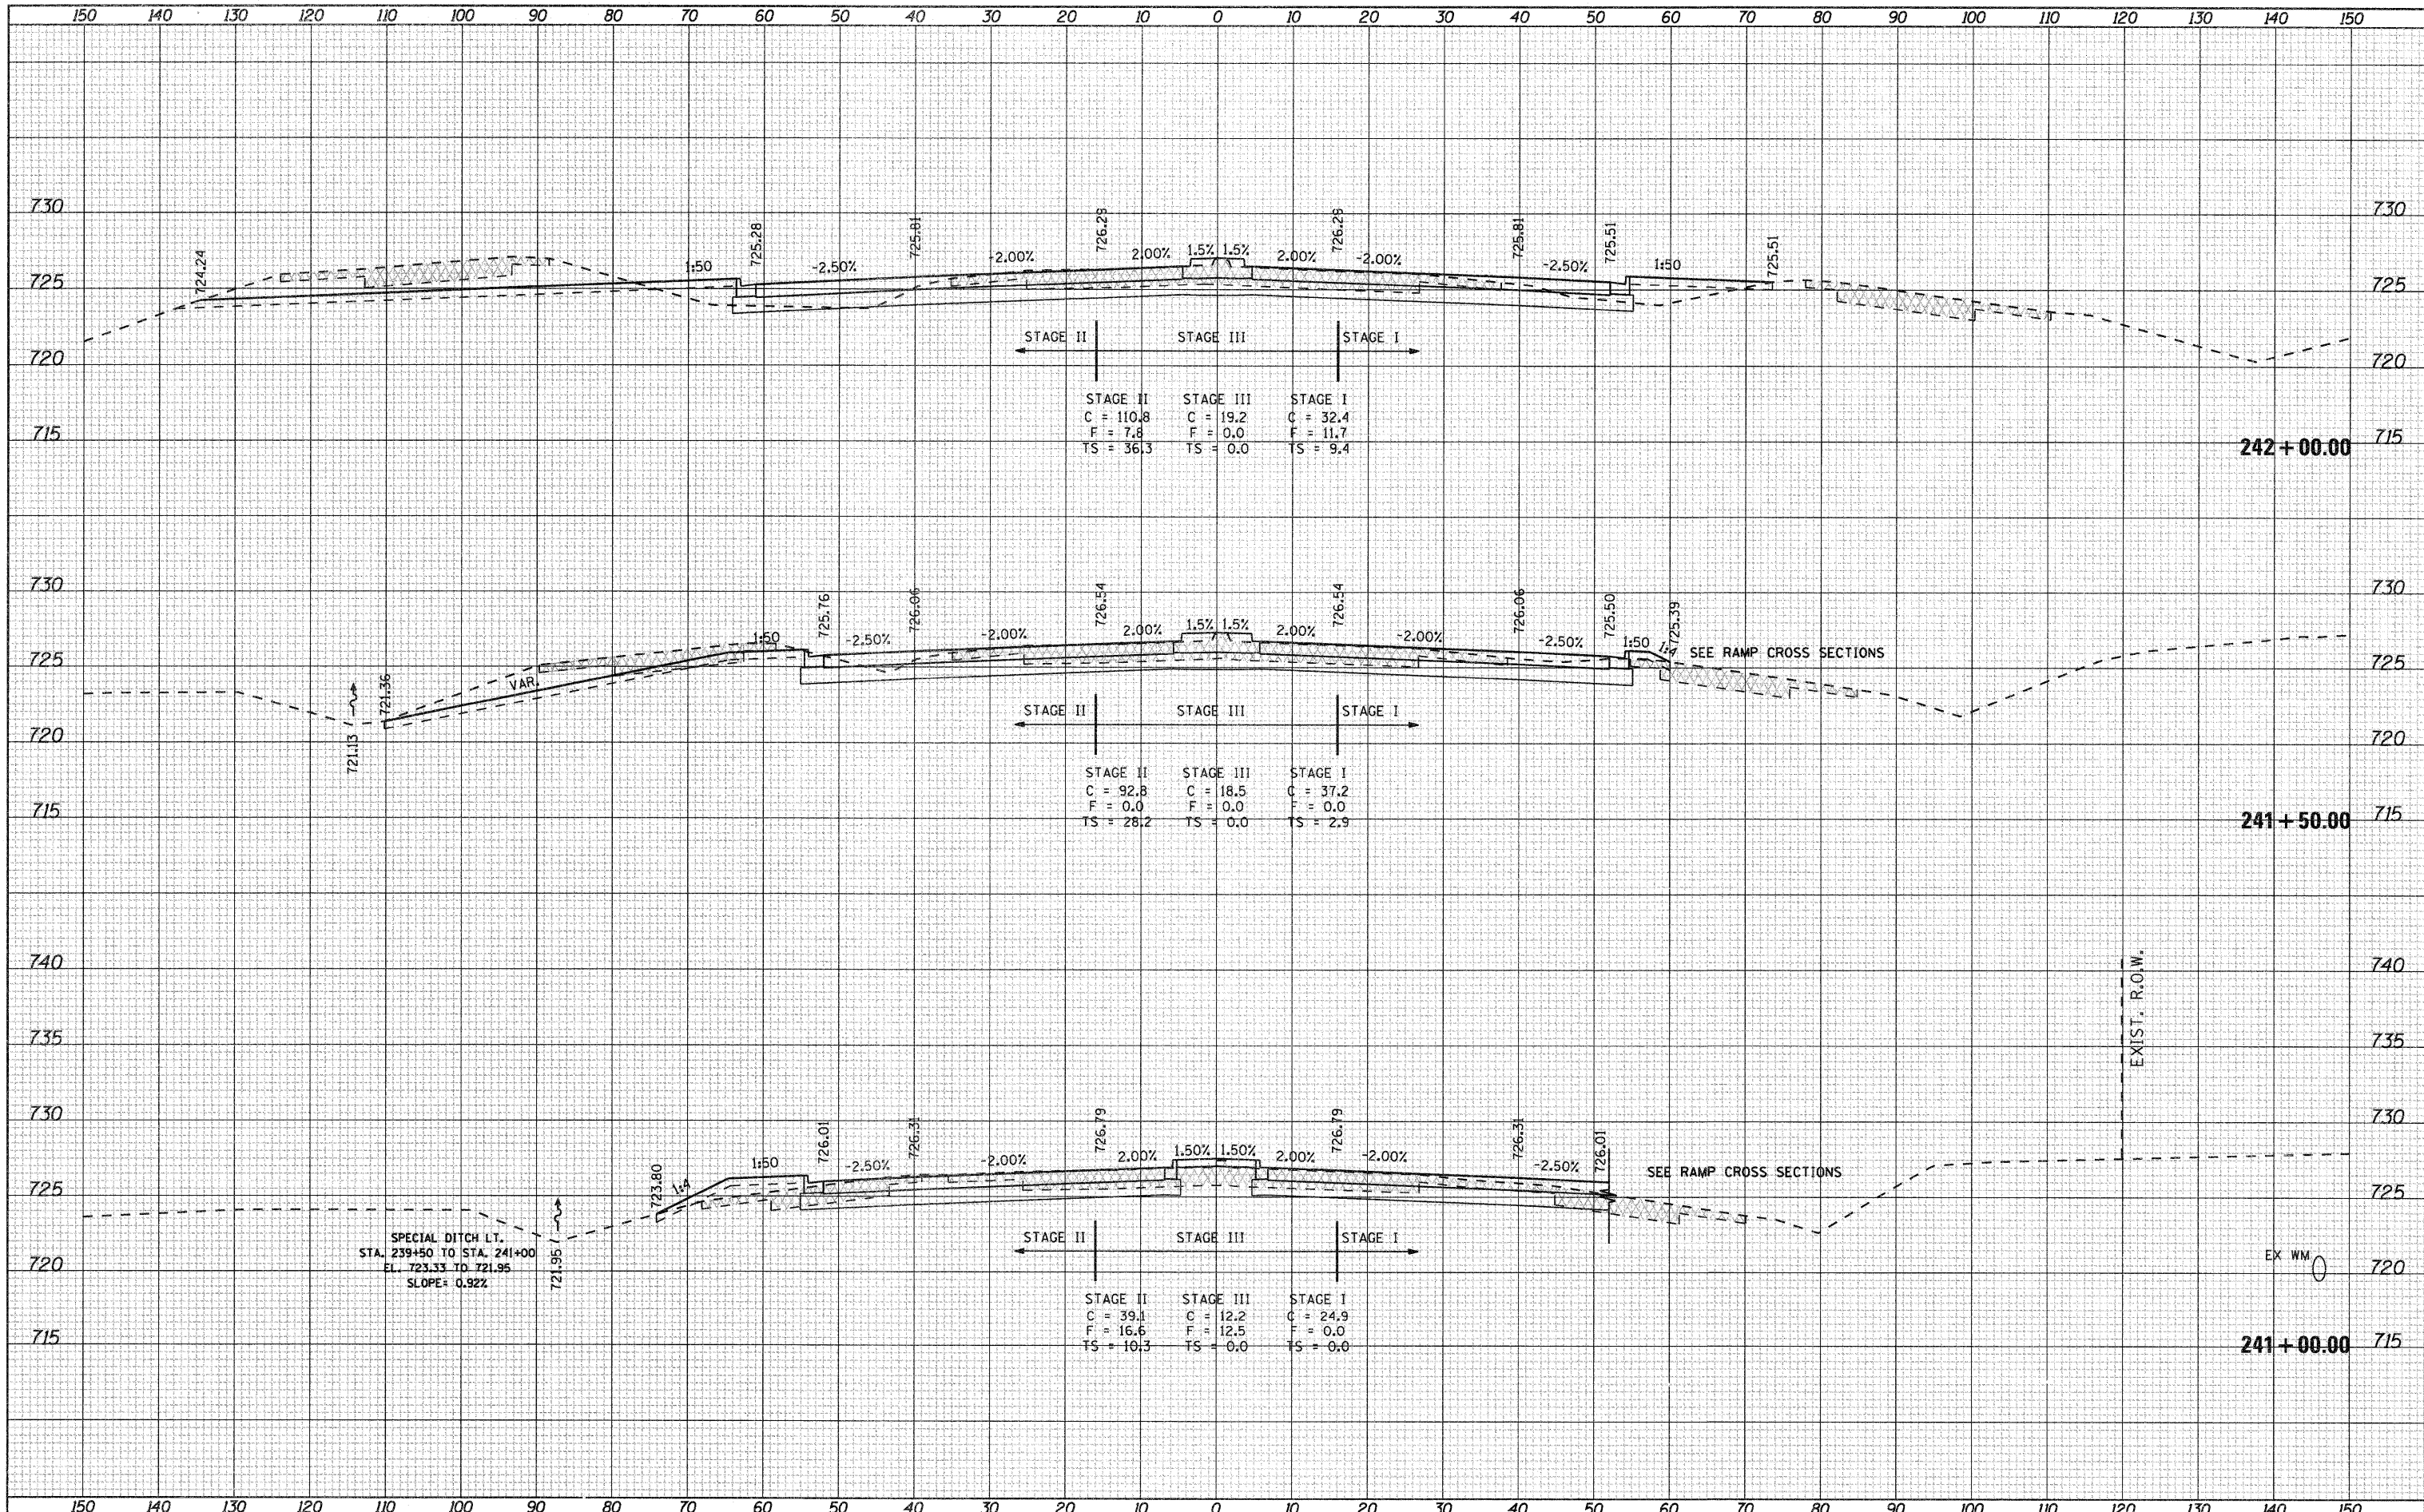 150 140 130 120 110 100 90 80 70 60 50 40 30 20 10 0 10 20 30 40 50 60 70 80 90 100 110 120 130 140 150
730 724.24 725.28 725.81 726.29 726.29 725.81 725.51 725.51 730
1:50 -2.50% -2.00% 2.00% 1.5% 1.5% 2.00% -2.00% -2.50% 1:50
725 725
STAGE II STAGE III STAGE I
720 720
STAGE II STAGE III STAGE I
C = 110.8 C = 19.2 C = 32.4
F = 7.8 F = 0.0 F = 11.7
TS = 36.3 TS = 0.0 TS = 9.4
715 242+00.00 715
730 725.76 726.06 726.54 726.54 726.06 725.50 725.39 730
1:50 -2.50% -2.00% 2.00% 1.5% 1.5% 2.00% -2.00% -2.50% 1:50 1:4 SEE RAMP CROSS SECTIONS
725 725
721.36 VAR.
STAGE II STAGE III STAGE I
720 721.13 720
STAGE II STAGE III STAGE I
C = 92.8 C = 18.5 C = 37.2
F = 0.0 F = 0.0 F = 0.0
TS = 28.2 TS = 0.0 TS = 2.9
715 241+50.00 715
740 740
EXIST. R.O.W.
735 735
730 726.01 726.31 726.79 726.79 726.31 726.01 730
1:50 -2.50% -2.00% 2.00% 1.50% 1.50% 2.00% -2.00% -2.50% SEE RAMP CROSS SECTIONS
725 723.80 1:4 725
SPECIAL DITCH LT.
STA. 239+50 TO STA. 241+00
EL. 723.33 TO 721.95
SLOPE= 0.92%
721.95
STAGE II STAGE III STAGE I
720 EX WM 720
STAGE II STAGE III STAGE I
C = 39.1 C = 12.2 C = 24.9
F = 16.6 F = 12.5 F = 0.0
TS = 10.3 TS = 0.0 TS = 0.0
715 241+00.00 715
150 140 130 120 110 100 90 80 70 60 50 40 30 20 10 0 10 20 30 40 50 60 70 80 90 100 110 120 130 140 150